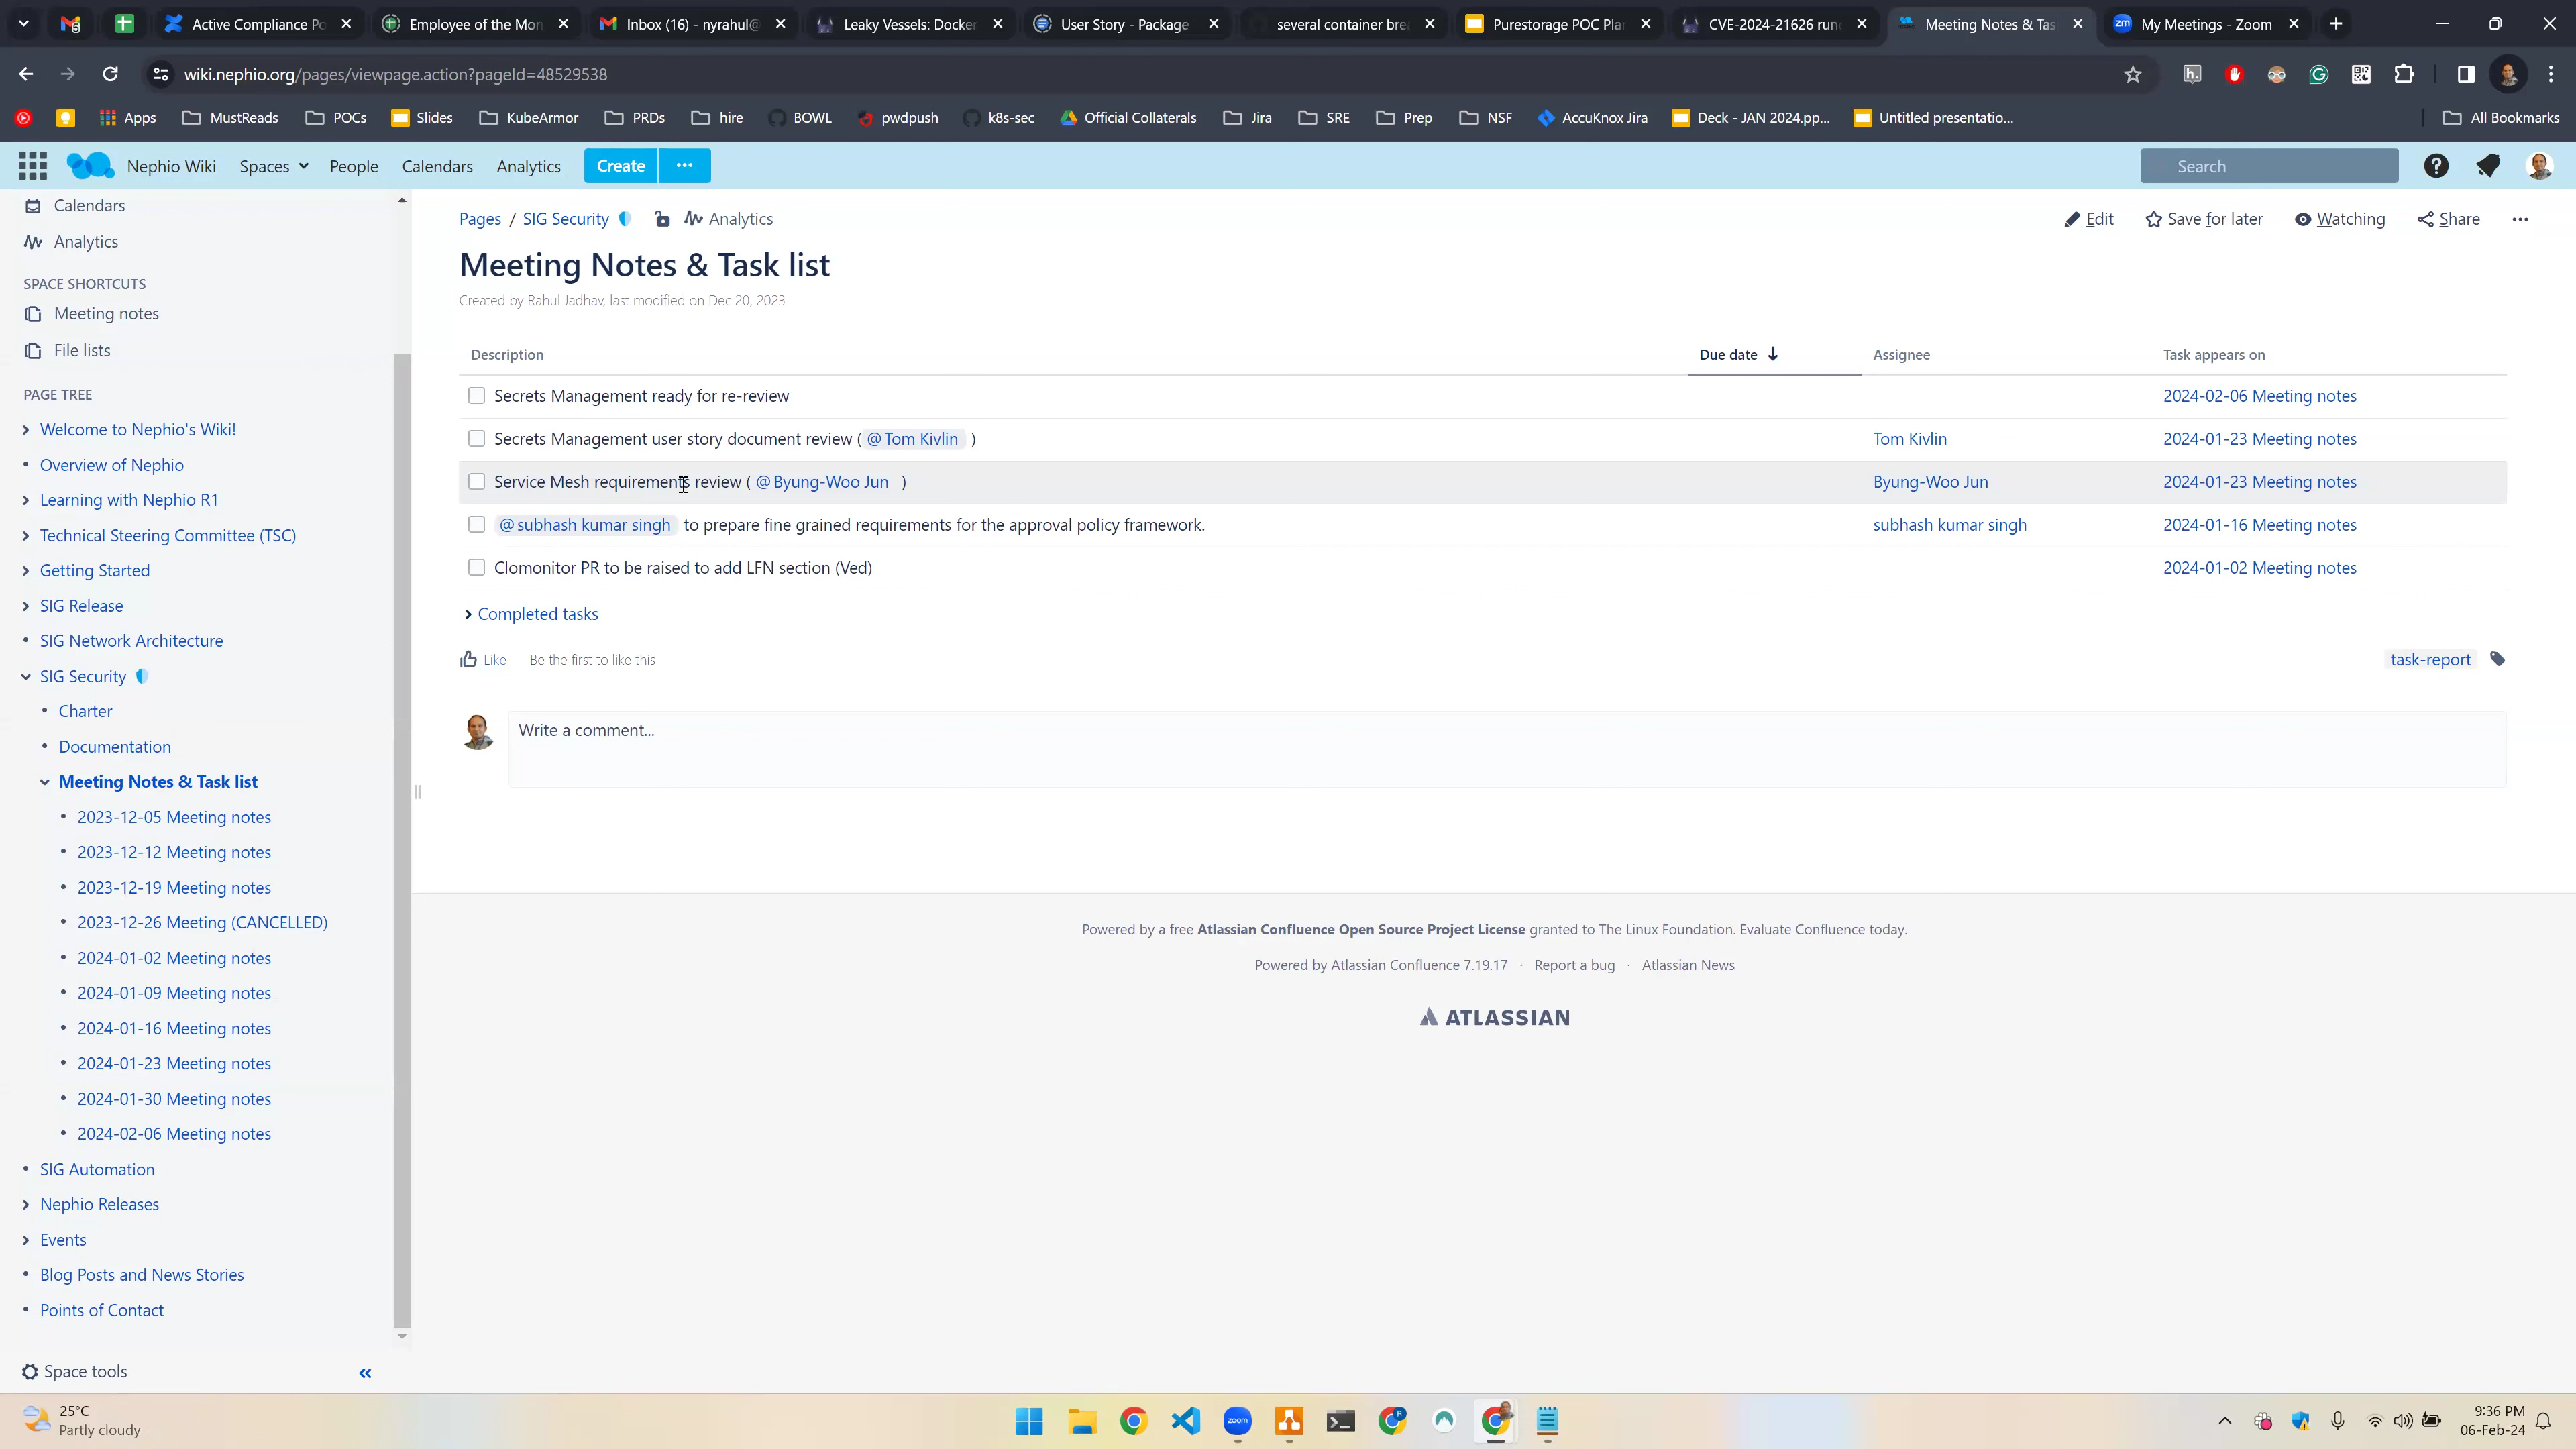 Active Compliance Po
Employee of the Mon
Inbox (16) - nyrahul@
Leaky Vessels: Docker
User Story - Package
several container bre
Purestorage POC Plan
CVE-2024-21626 runc
Meeting Notes & Tas
My Meetings - Zoom
wiki.nephio.org/pages/viewpage.action?pageId=48529538
Apps
MustReads
POCs
Slides
KubeArmor
PRDs
hire
BOWL
pwdpush
k8s-sec
Official Collaterals
Jira
SRE
Prep
NSF
AccuKnox Jira
Deck - JAN 2024.pp...
Untitled presentatio...
All Bookmarks
Nephio Wiki
Spaces
People
Calendars
Analytics
Create
Search
Calendars
Analytics
SPACE SHORTCUTS
Meeting notes
File lists
PAGE TREE
Welcome to Nephio's Wiki!
Overview of Nephio
Learning with Nephio R1
Technical Steering Committee (TSC)
Getting Started
SIG Release
SIG Network Architecture
SIG Security
Charter
Documentation
Meeting Notes & Task list
2023-12-05 Meeting notes
2023-12-12 Meeting notes
2023-12-19 Meeting notes
2023-12-26 Meeting (CANCELLED)
2024-01-02 Meeting notes
2024-01-09 Meeting notes
2024-01-16 Meeting notes
2024-01-23 Meeting notes
2024-01-30 Meeting notes
2024-02-06 Meeting notes
SIG Automation
Nephio Releases
Events
Blog Posts and News Stories
Points of Contact
Space tools
Pages / SIG Security Analytics
Edit Save for later Watching Share
Meeting Notes & Task list
Created by Rahul Jadhav, last modified on Dec 20, 2023
Description Due date Assignee Task appears on
Secrets Management ready for re-review 2024-02-06 Meeting notes
Secrets Management user story document review ( @Tom Kivlin ) Tom Kivlin 2024-01-23 Meeting notes
Service Mesh requirements review ( @Byung-Woo Jun ) Byung-Woo Jun 2024-01-23 Meeting notes
@subhash kumar singh to prepare fine grained requirements for the approval policy framework. subhash kumar singh 2024-01-16 Meeting notes
Clomonitor PR to be raised to add LFN section (Ved) 2024-01-02 Meeting notes
Completed tasks
Like Be the first to like this task-report
Write a comment...
Powered by a free Atlassian Confluence Open Source Project License granted to The Linux Foundation. Evaluate Confluence today.
Powered by Atlassian Confluence 7.19.17 · Report a bug · Atlassian News
ATLASSIAN
25°C
Partly cloudy
zoom
9:36 PM
06-Feb-24